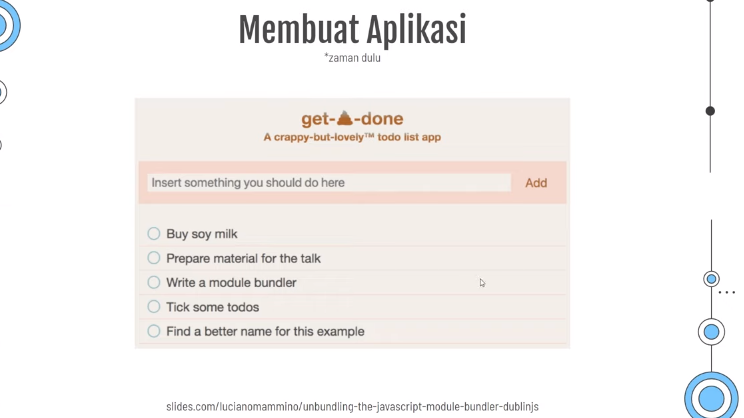 Membuat Aplikasi
*zaman dulu
get-💩-done
A crappy-but-lovely™ todo list app
Insert something you should do here
Add
Buy soy milk
Prepare material for the talk
Write a module bundler
Tick some todos
Find a better name for this example
slides.com/lucianomammino/unbundling-the-javascript-module-bundler-dublinjs